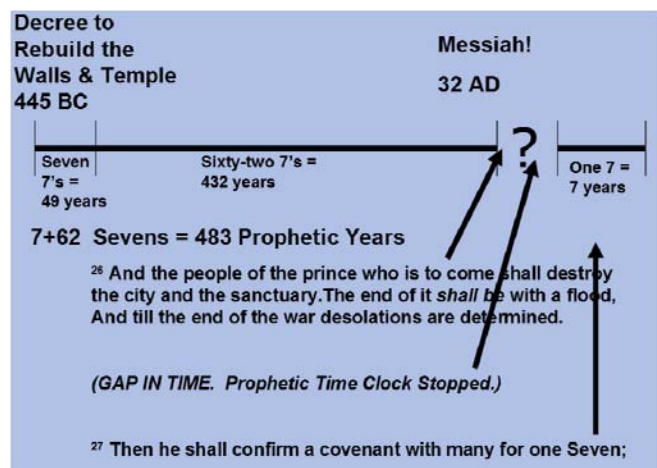 Decree to
Rebuild the
Walls & Temple
445 BC
Messiah!
32 AD
?
Seven
7's =
49 years
Sixty-two 7's =
432 years
One 7 =
7 years
7+62 Sevens = 483 Prophetic Years
26 And the people of the prince who is to come shall destroy
the city and the sanctuary.The end of it shall be with a flood,
And till the end of the war desolations are determined.
(GAP IN TIME. Prophetic Time Clock Stopped.)
27 Then he shall confirm a covenant with many for one Seven;